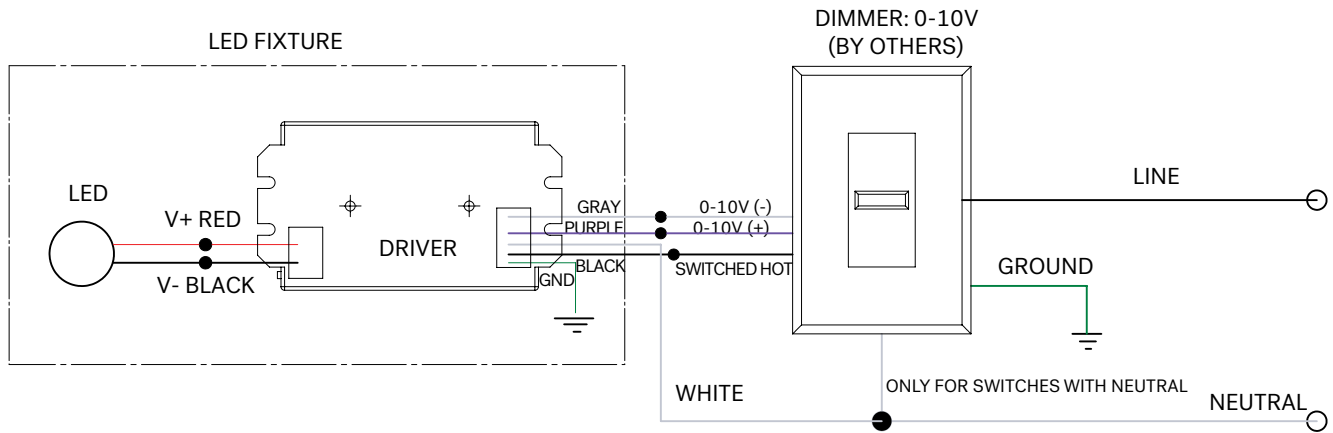 DIMMER: 0-10V
(BY OTHERS)
LED FIXTURE
LINE
LED
GRAY
0-10V (-)
V+ RED
PURPLE
0-10V (+)
DRIVER
BLACK
SWITCHED HOT
GROUND
GND
V- BLACK
WHITE
ONLY FOR SWITCHES WITH NEUTRAL
NEUTRAL